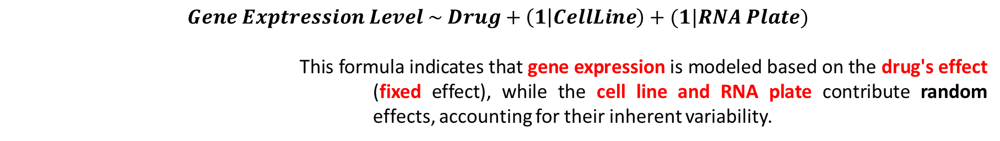 Gene Exptression Level ~ Drug + (1|CellLine) + (1|RNA Plate)
This formula indicates that gene expression is modeled based on the drug's effect
(fixed effect), while the cell line and RNA plate contribute random
effects, accounting for their inherent variability.